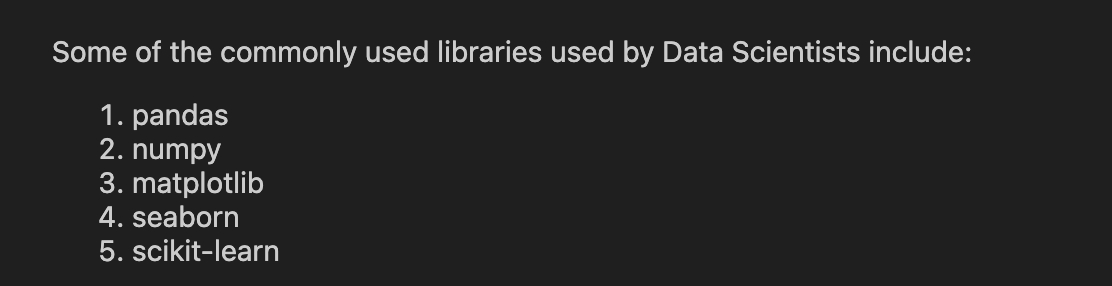 Some of the commonly used libraries used by Data Scientists include:
1. pandas
2. numpy
3. matplotlib
4. seaborn
5. scikit-learn